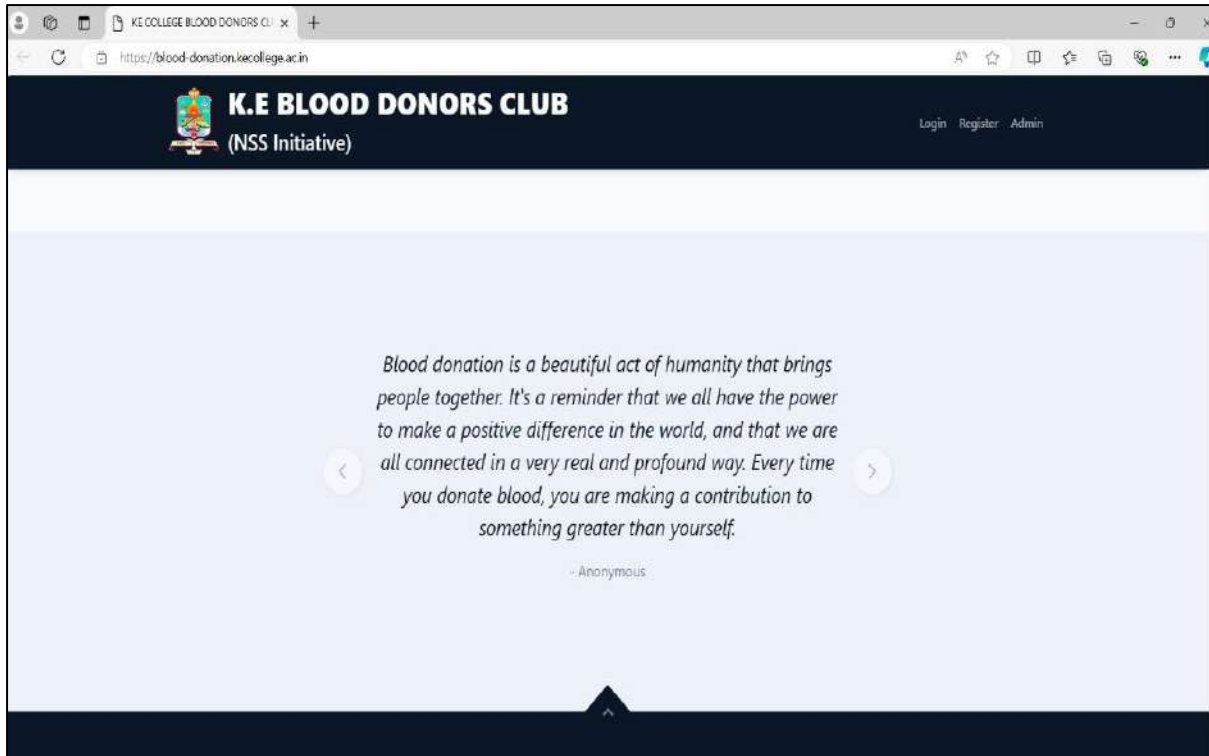 KE COLLEGE BLOOD DONORS CLU
https://blood-donation.kecollege.ac.in
K.E BLOOD DONORS CLUB
(NSS Initiative)
Login Register Admin
Blood donation is a beautiful act of humanity that brings
people together. It's a reminder that we all have the power
to make a positive difference in the world, and that we are
all connected in a very real and profound way. Every time
you donate blood, you are making a contribution to
something greater than yourself.
- Anonymous